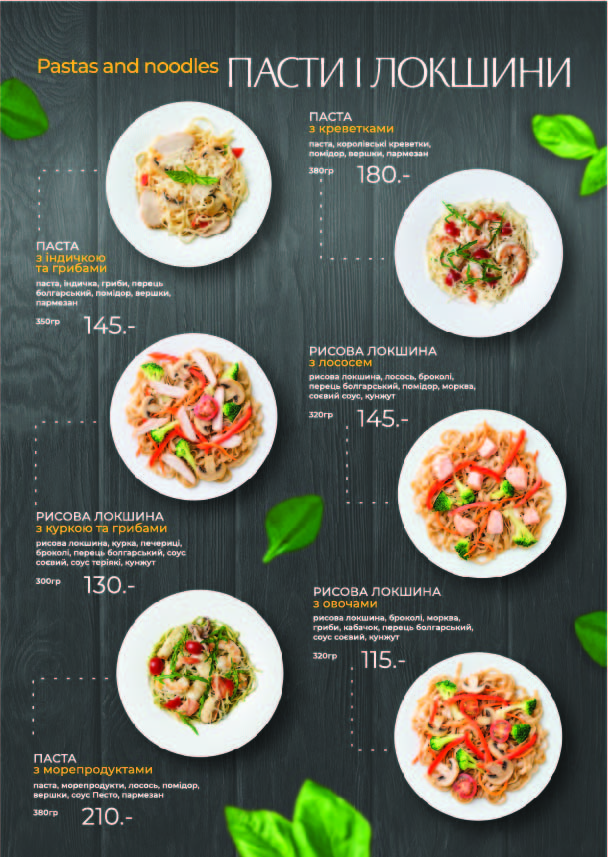 Pastas and noodles ПАСТИ І ЛОКШИНИ
ПАСТА
з індичкою
та грибами
паста, індичка, гриби, перець
болгарський, помідор, вершки,
пармезан
350гр 145.-
РИСОВА ЛОКШИНА
з куркою та грибами
рисова локшина, курка, печериці,
броколі, перець болгарський, соус
соєвий, соус теріякі, кунжут
300гр 130.-
ПАСТА
з морепродуктами
паста, морепродукти, лосось, помідор,
вершки, соус Песто, пармезан
380гр 210.-
ПАСТА
з креветками
паста, королівські креветки,
помідор, вершки, пармезан
380гр 180.-
РИСОВА ЛОКШИНА
з лососем
рисова локшина, лосось, броколі,
перець болгарський, помідор, морква,
соєвий соус, кунжут
320гр 145.-
РИСОВА ЛОКШИНА
з овочами
рисова локшина, броколі, морква,
гриби, кабачок, перець болгарський,
соус соєвий, кунжут
320гр 115.-